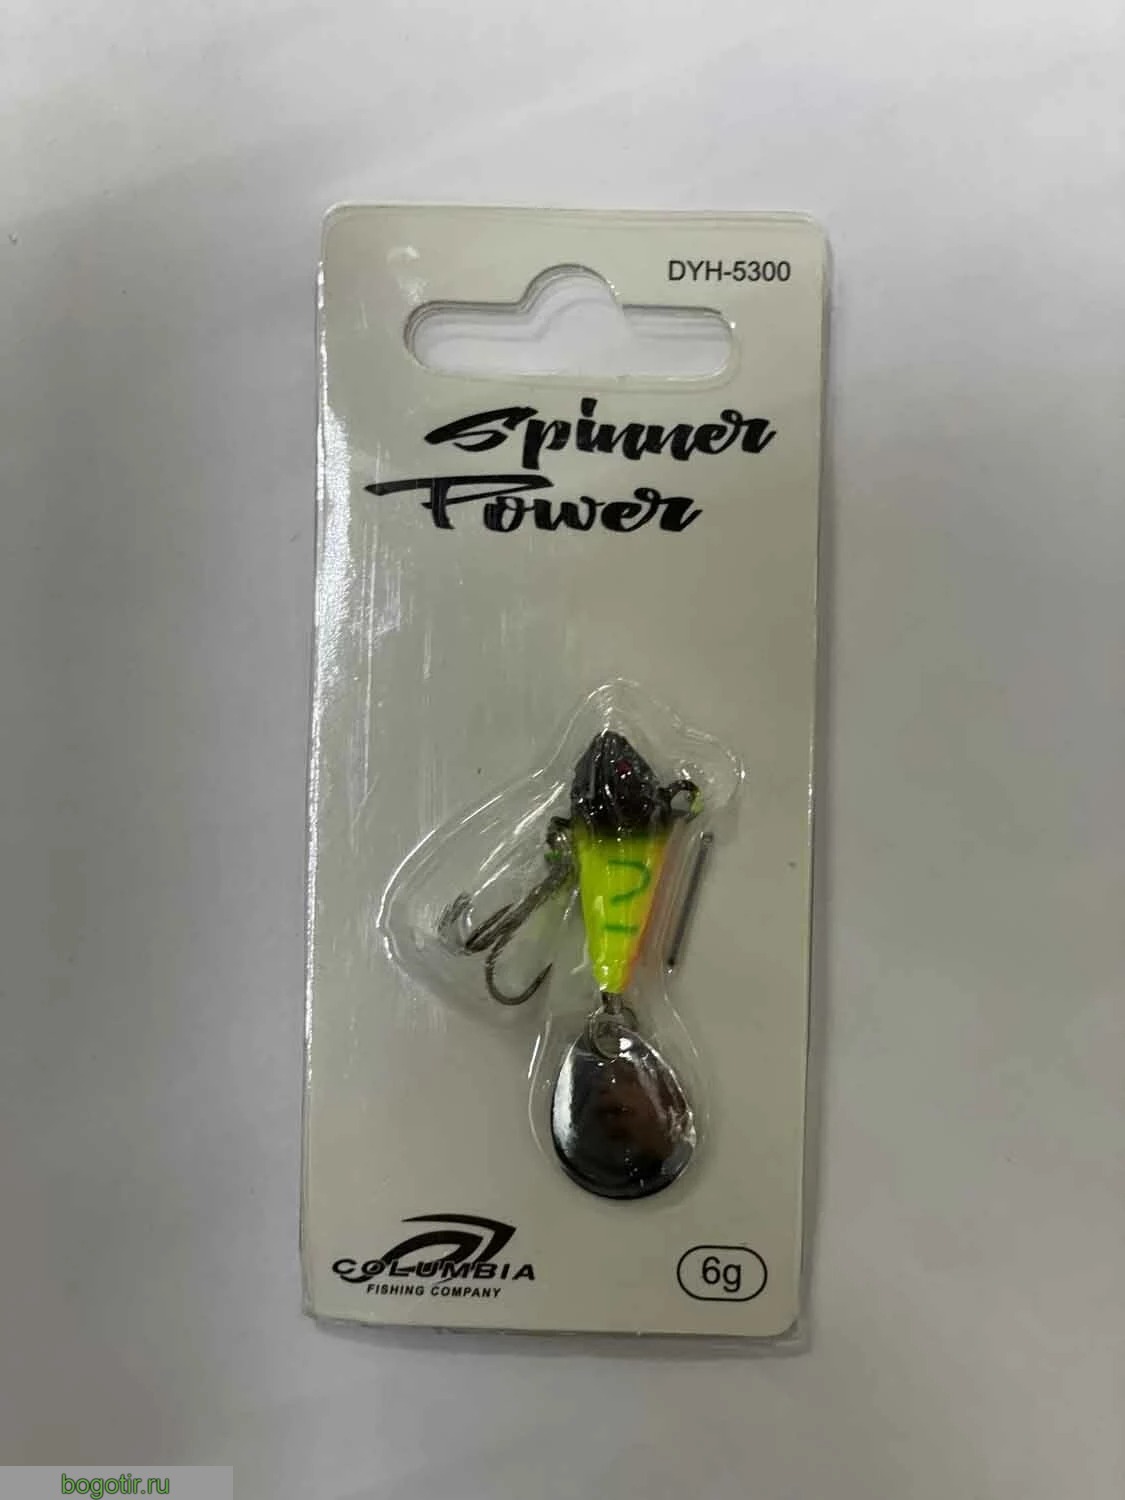 DYH-5300
Spinner
Power
COLUMBIA
FISHING COMPANY
6g
bogotir.ru